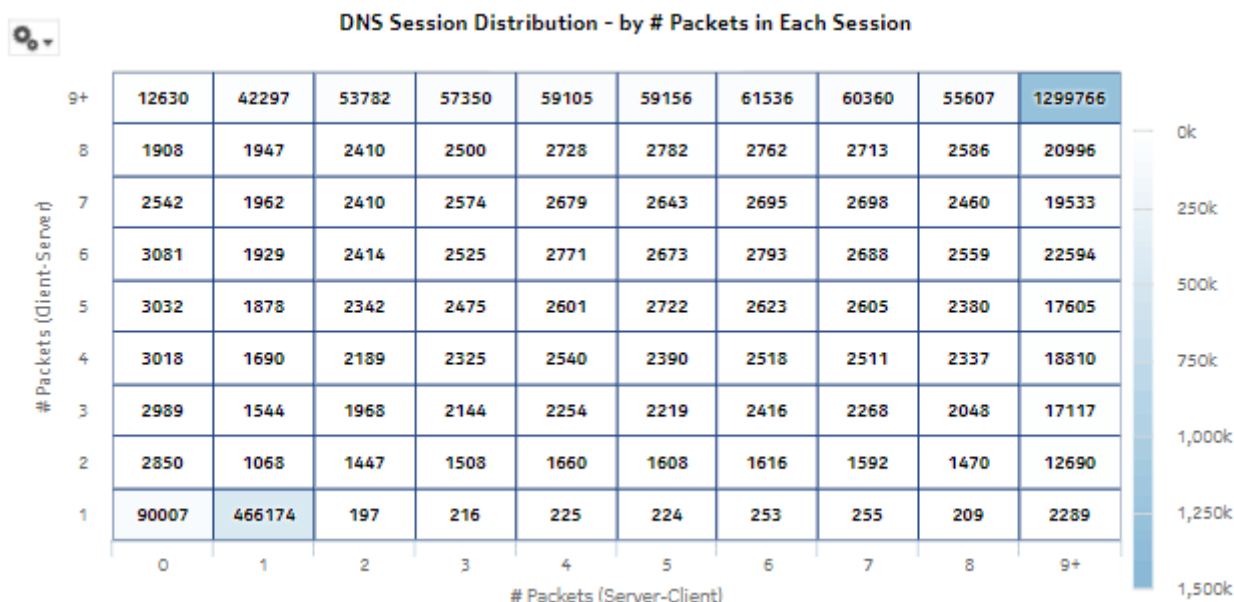 DNS Session Distribution - by # Packets in Each Session
9+ 12630 42297 53782 57350 59105 59156 61536 60360 55607 1299766
8 1908 1947 2410 2500 2728 2782 2762 2713 2586 20996
7 2542 1962 2410 2574 2679 2643 2695 2698 2460 19533
6 3081 1929 2414 2525 2771 2673 2793 2688 2559 22594
5 3032 1878 2342 2475 2601 2722 2623 2605 2380 17605
4 3018 1690 2189 2325 2540 2390 2518 2511 2337 18810
3 2989 1544 1968 2144 2254 2219 2416 2268 2048 17117
2 2850 1068 1447 1508 1660 1608 1616 1592 1470 12690
1 90007 466174 197 216 225 224 253 255 209 2289
0 1 2 3 4 5 6 7 8 9+
# Packets (Server-Client)
# Packets (Client-Server)
0k
250k
500k
750k
1,000k
1,250k
1,500k